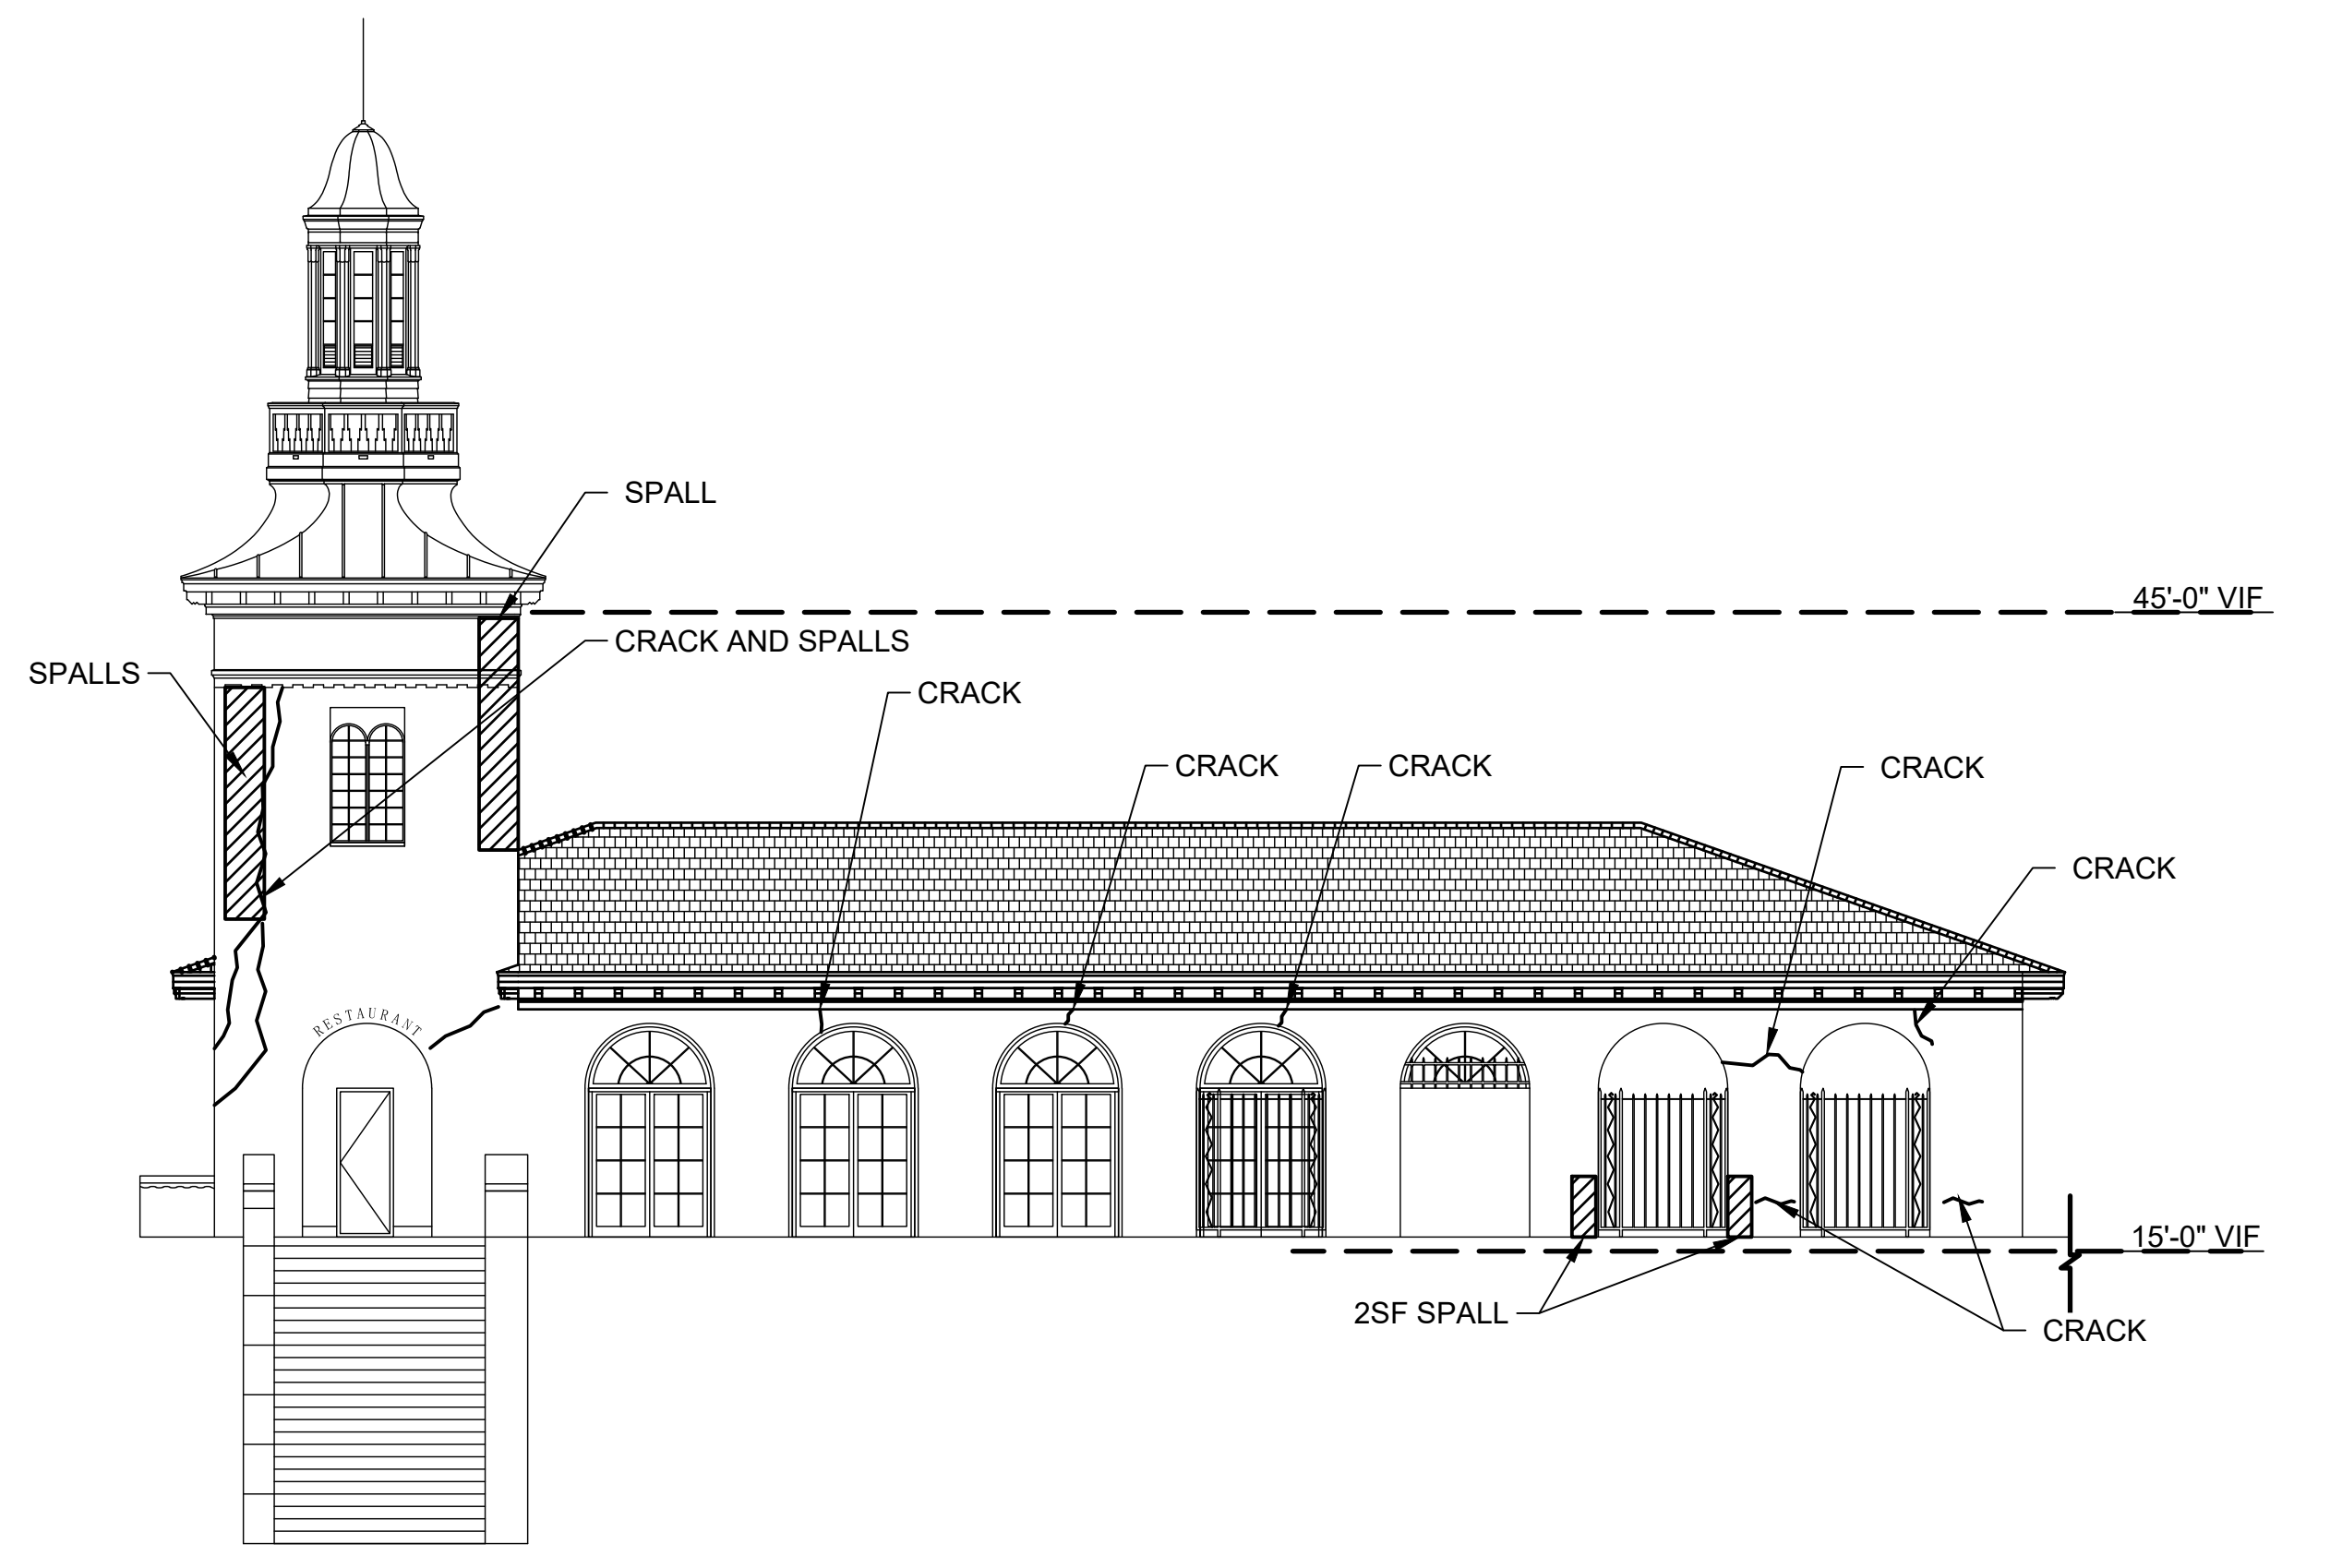 SPALL
45'-0" VIF
CRACK AND SPALLS
SPALLS
CRACK
CRACK
CRACK
CRACK
CRACK
RESTAURANT
15'-0" VIF
2SF SPALL
CRACK